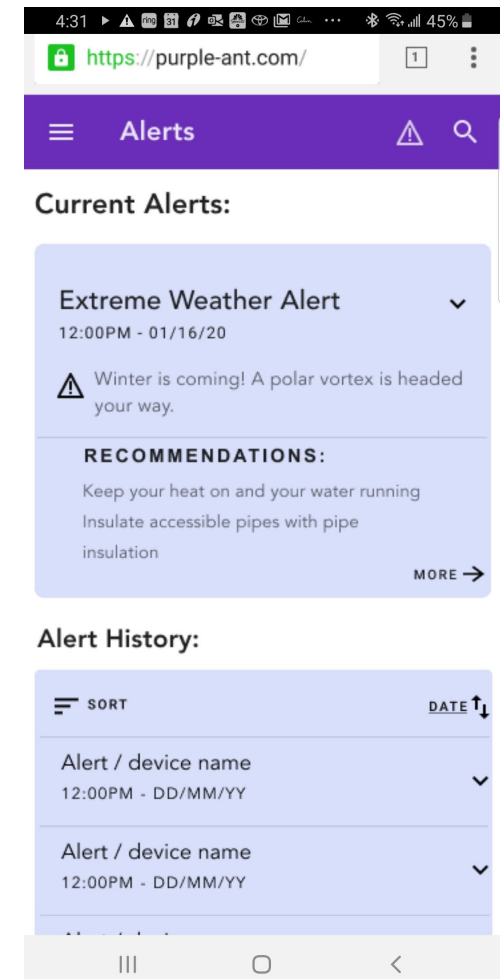 4:31
ring
31
45%
https://purple-ant.com/
1
Alerts
Current Alerts:
Extreme Weather Alert
12:00PM - 01/16/20
Winter is coming! A polar vortex is headed
your way.
RECOMMENDATIONS:
Keep your heat on and your water running
Insulate accessible pipes with pipe
insulation
MORE
Alert History:
SORT
DATE
Alert / device name
12:00PM - DD/MM/YY
Alert / device name
12:00PM - DD/MM/YY